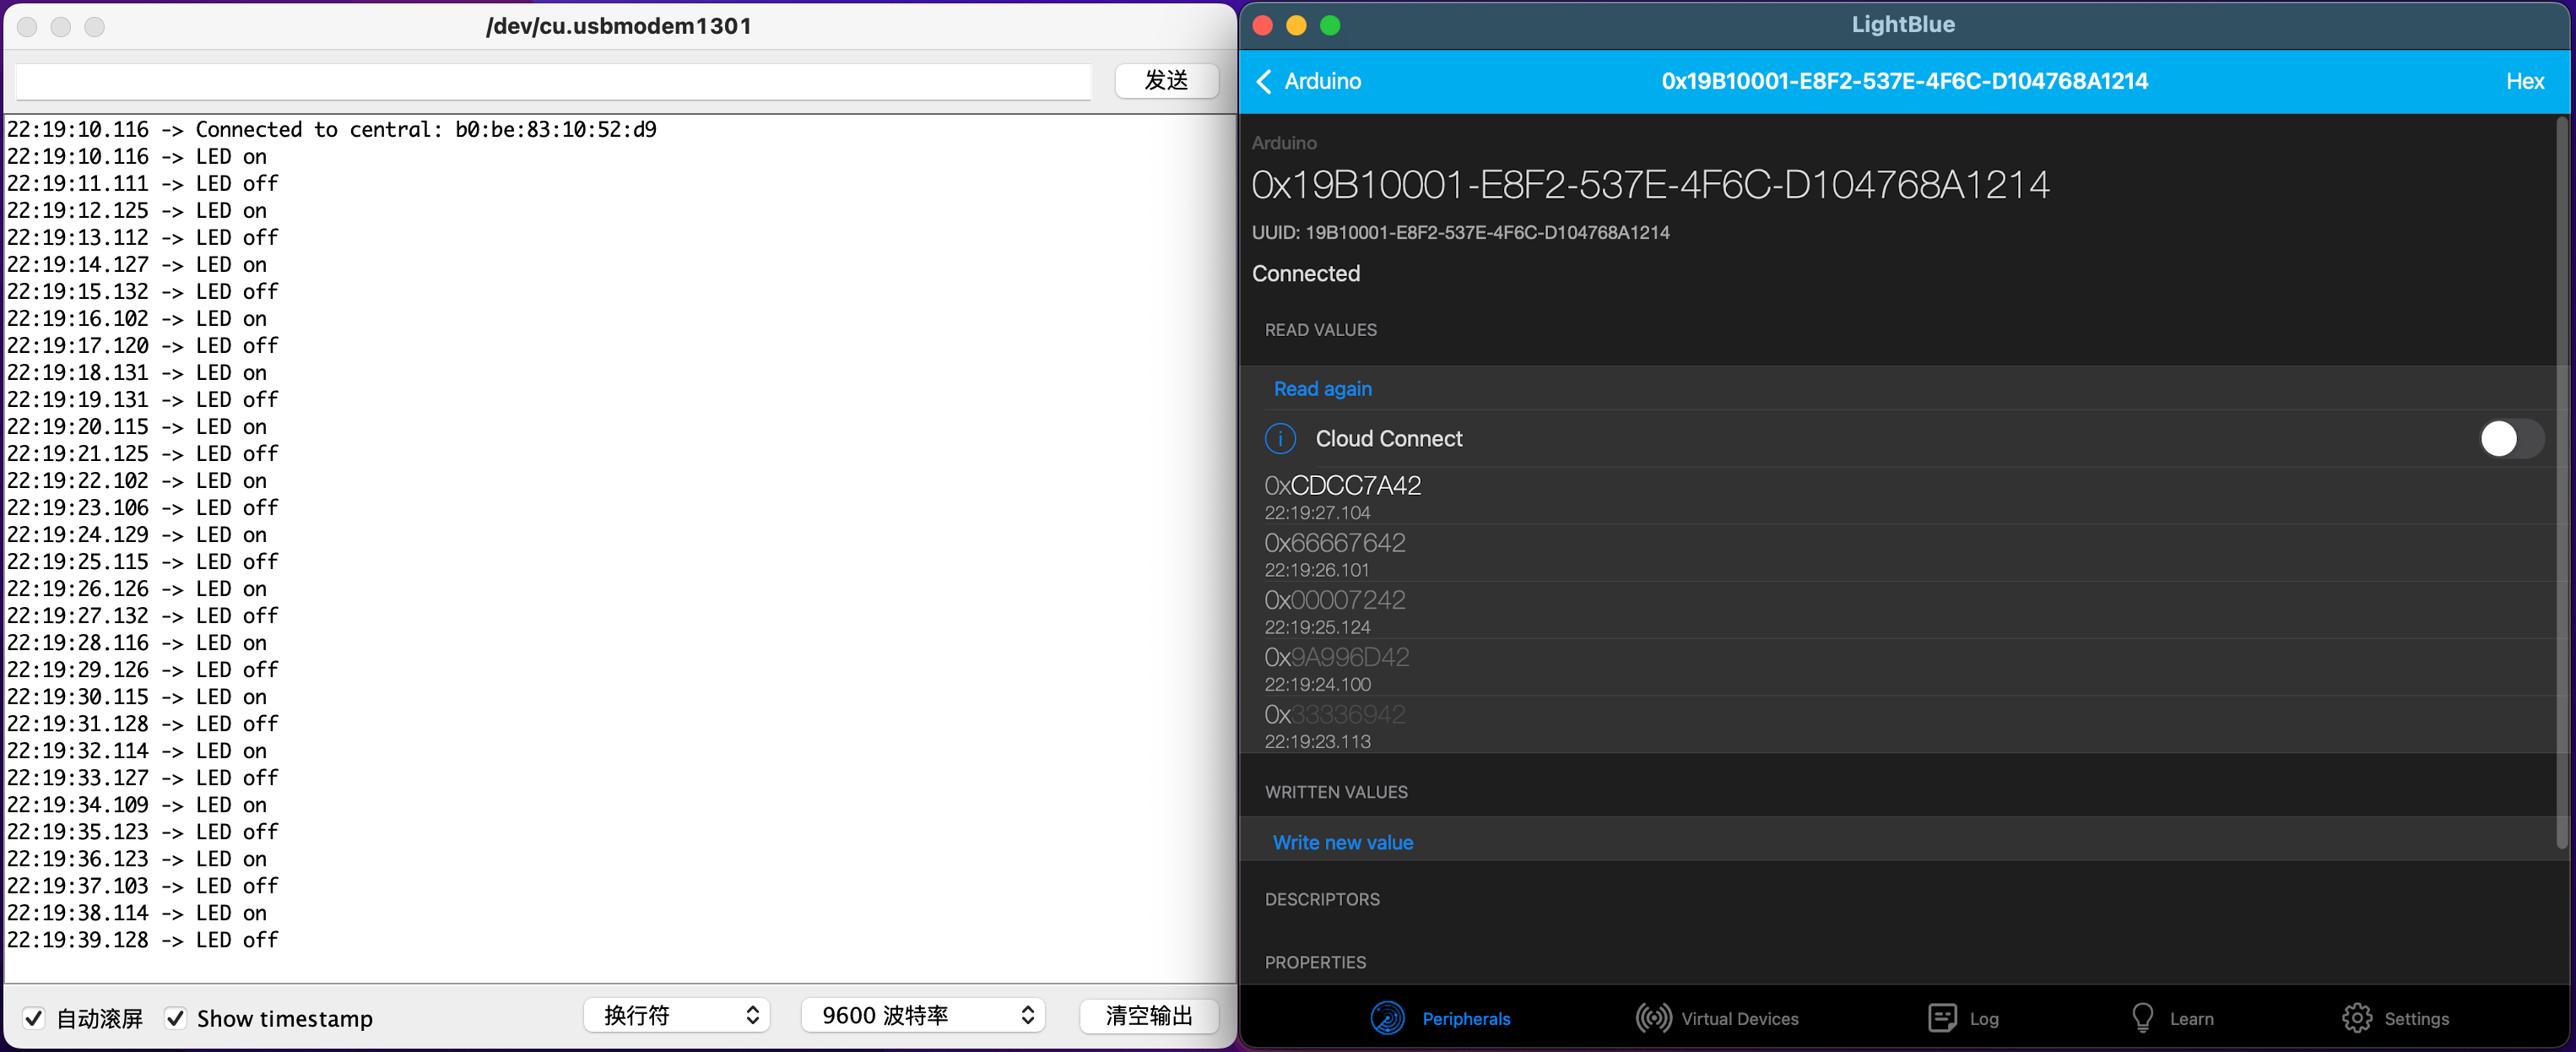 /dev/cu.usbmodem1301
发送
22:19:10.116 -> Connected to central: b0:be:83:10:52:d9
22:19:10.116 -> LED on
22:19:11.111 -> LED off
22:19:12.125 -> LED on
22:19:13.112 -> LED off
22:19:14.127 -> LED on
22:19:15.132 -> LED off
22:19:16.102 -> LED on
22:19:17.120 -> LED off
22:19:18.131 -> LED on
22:19:19.131 -> LED off
22:19:20.115 -> LED on
22:19:21.125 -> LED off
22:19:22.102 -> LED on
22:19:23.106 -> LED off
22:19:24.129 -> LED on
22:19:25.115 -> LED off
22:19:26.126 -> LED on
22:19:27.132 -> LED off
22:19:28.116 -> LED on
22:19:29.126 -> LED off
22:19:30.115 -> LED on
22:19:31.128 -> LED off
22:19:32.114 -> LED on
22:19:33.127 -> LED off
22:19:34.109 -> LED on
22:19:35.123 -> LED off
22:19:36.123 -> LED on
22:19:37.103 -> LED off
22:19:38.114 -> LED on
22:19:39.128 -> LED off
自动滚屏 Show timestamp 换行符 9600 波特率 清空输出
LightBlue
Arduino 0x19B10001-E8F2-537E-4F6C-D104768A1214 Hex
Arduino
0x19B10001-E8F2-537E-4F6C-D104768A1214
UUID: 19B10001-E8F2-537E-4F6C-D104768A1214
Connected
READ VALUES
Read again
Cloud Connect
0xCDCC7A42
22:19:27.104
0x66667642
22:19:26.101
0x00007242
22:19:25.124
0x9A996D42
22:19:24.100
0x33336942
22:19:23.113
WRITTEN VALUES
Write new value
DESCRIPTORS
PROPERTIES
Peripherals Virtual Devices Log Learn Settings